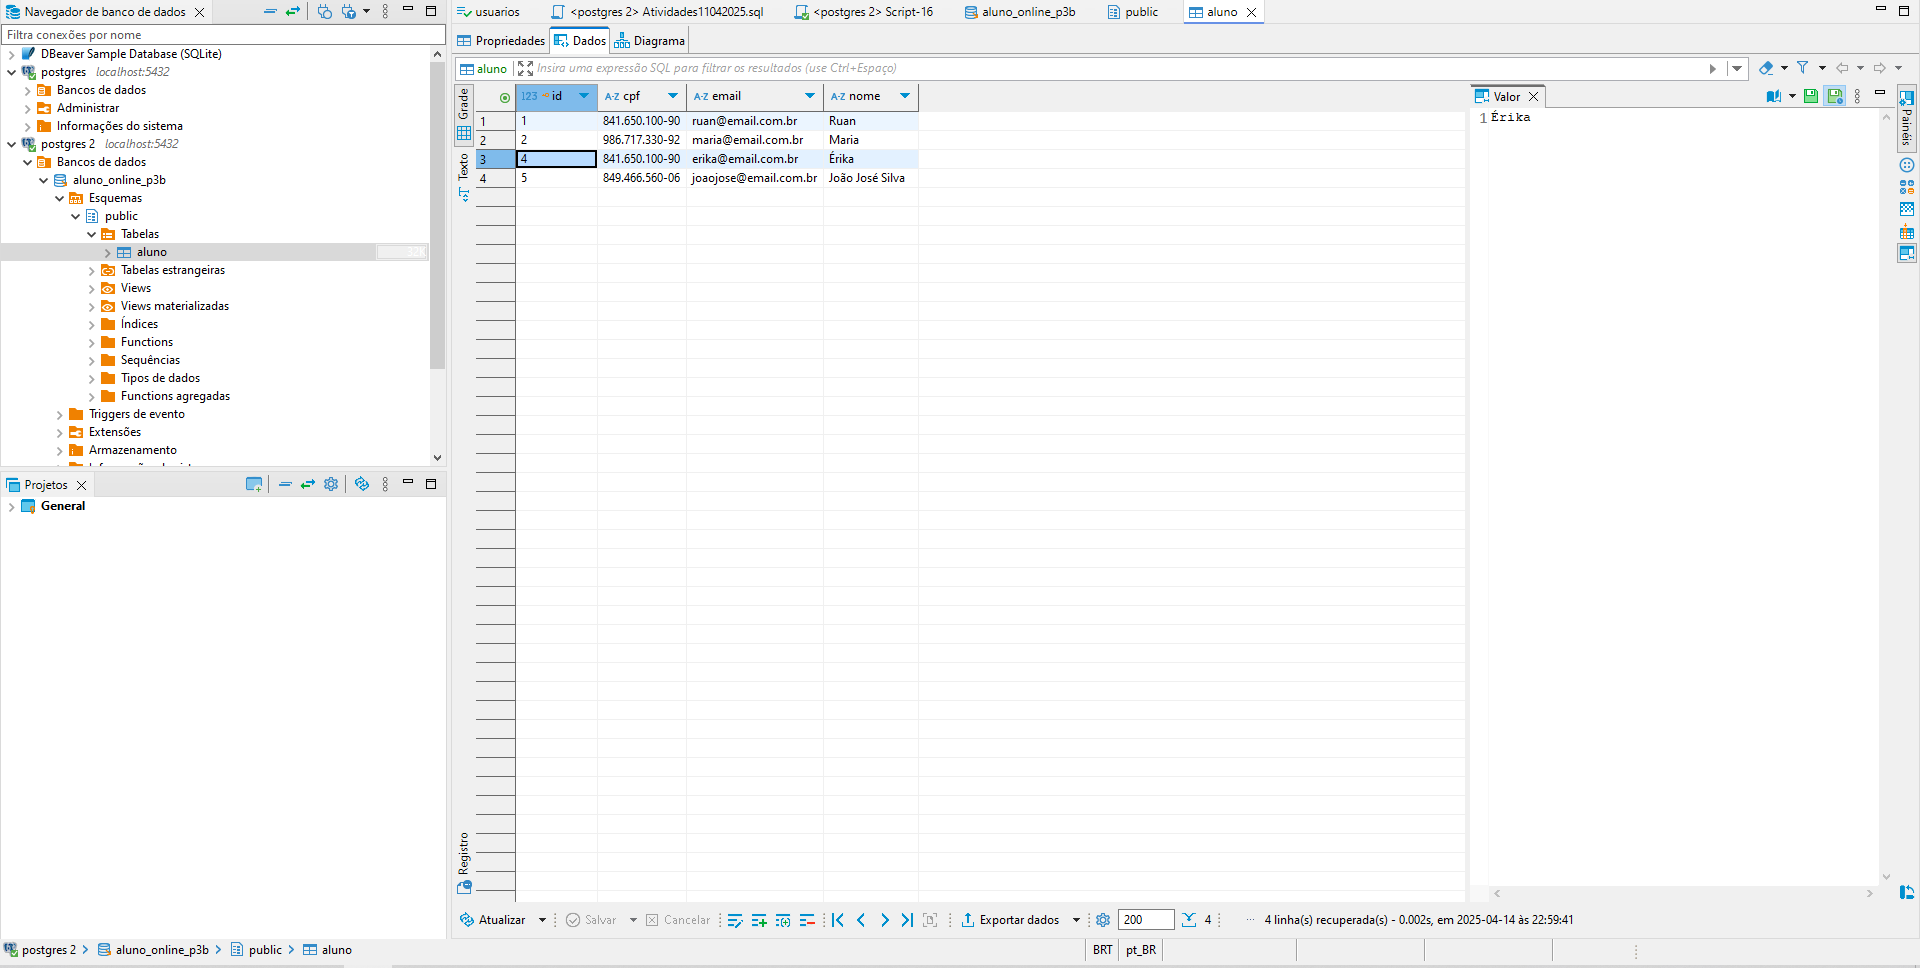 Navegador de banco de dados
Filtra conexões por nome
DBeaver Sample Database (SQLite)
postgres localhost:5432
Bancos de dados
Administrar
Informações do sistema
postgres 2 localhost:5432
Bancos de dados
aluno_online_p3b
Esquemas
public
Tabelas
aluno
Tabelas estrangeiras
Views
Views materializadas
Índices
Functions
Sequências
Tipos de dados
Functions agregadas
Triggers de evento
Extensões
Armazenamento
Projetos
General
usuarios
<postgres 2> Atividades11042025.sql
<postgres 2> Script-16
aluno_online_p3b
public
aluno
Propriedades
Dados
Diagrama
aluno
Insira uma expressão SQL para filtrar os resultados (use Ctrl+Espaço)
Grade
Texto
Registro
123 id A-Z cpf A-Z email A-Z nome
1 1 841.650.100-90 ruan@email.com.br Ruan
2 2 986.717.330-92 maria@email.com.br Maria
3 4 841.650.100-90 erika@email.com.br Érika
4 5 849.466.560-06 joaojose@email.com.br João José Silva
Valor
1 Érika
Painéis
Atualizar
Salvar
Cancelar
Exportar dados
200
4
4 linha(s) recuperada(s) - 0.002s, em 2025-04-14 às 22:59:41
postgres 2
aluno_online_p3b
public
aluno
BRT
pt_BR